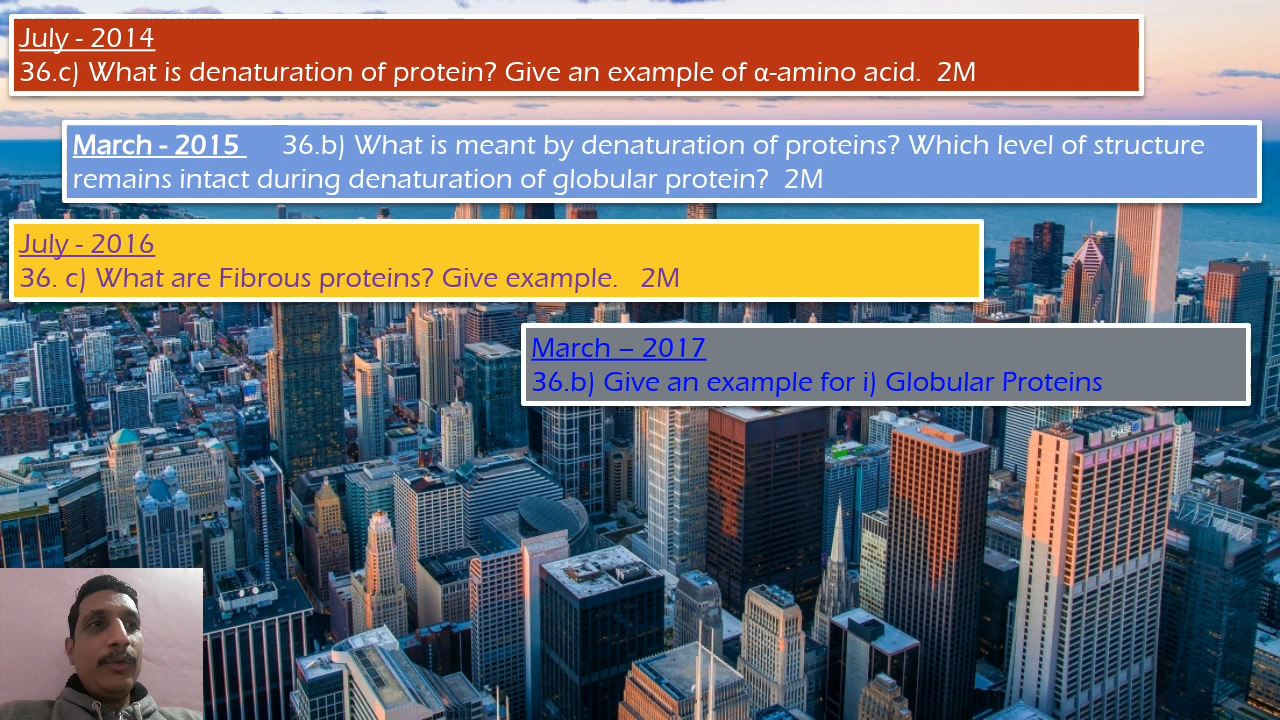 July - 2014
36.c) What is denaturation of protein? Give an example of α-amino acid. 2M
March - 2015 36.b) What is meant by denaturation of proteins? Which level of structure
remains intact during denaturation of globular protein? 2M
July - 2016
36. c) What are Fibrous proteins? Give example. 2M
March – 2017
36.b) Give an example for i) Globular Proteins
CHASE